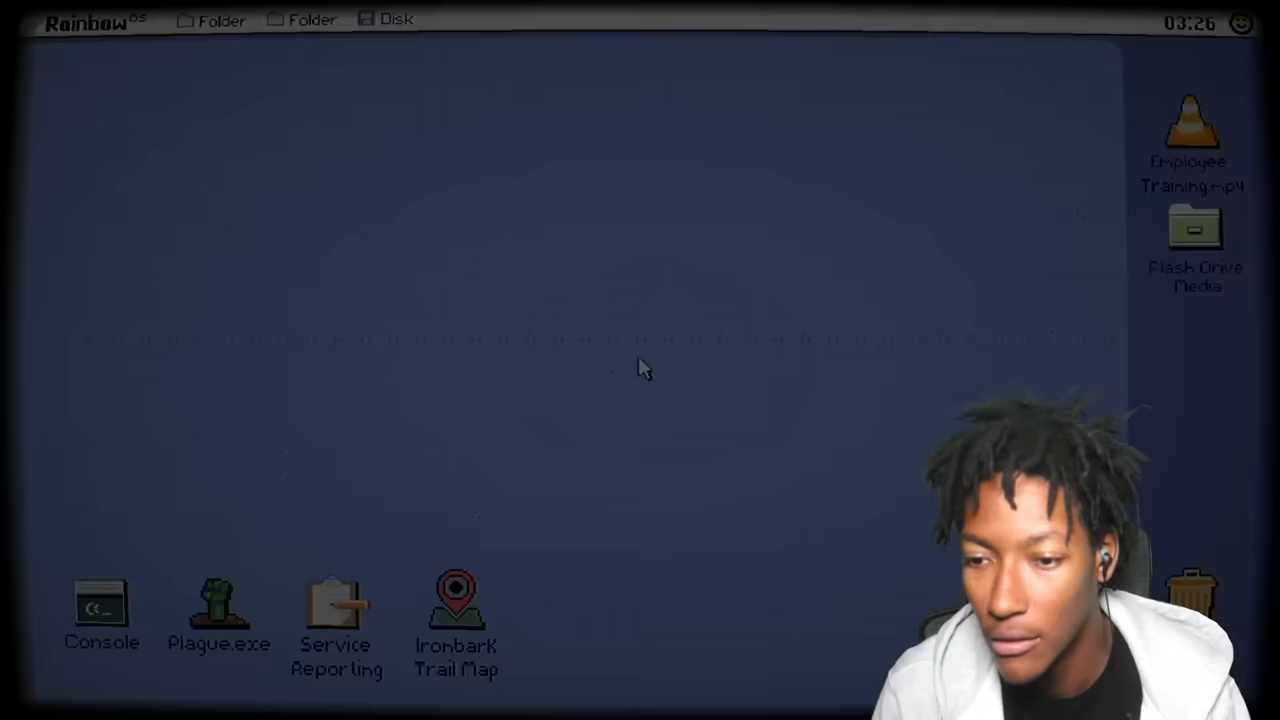 RainbowOS
Folder
Folder
Disk
03:26
Employee
Training.mp4
Flash Drive
Media
Console
Plague.exe
Service
Reporting
Ironbark
Trail Map